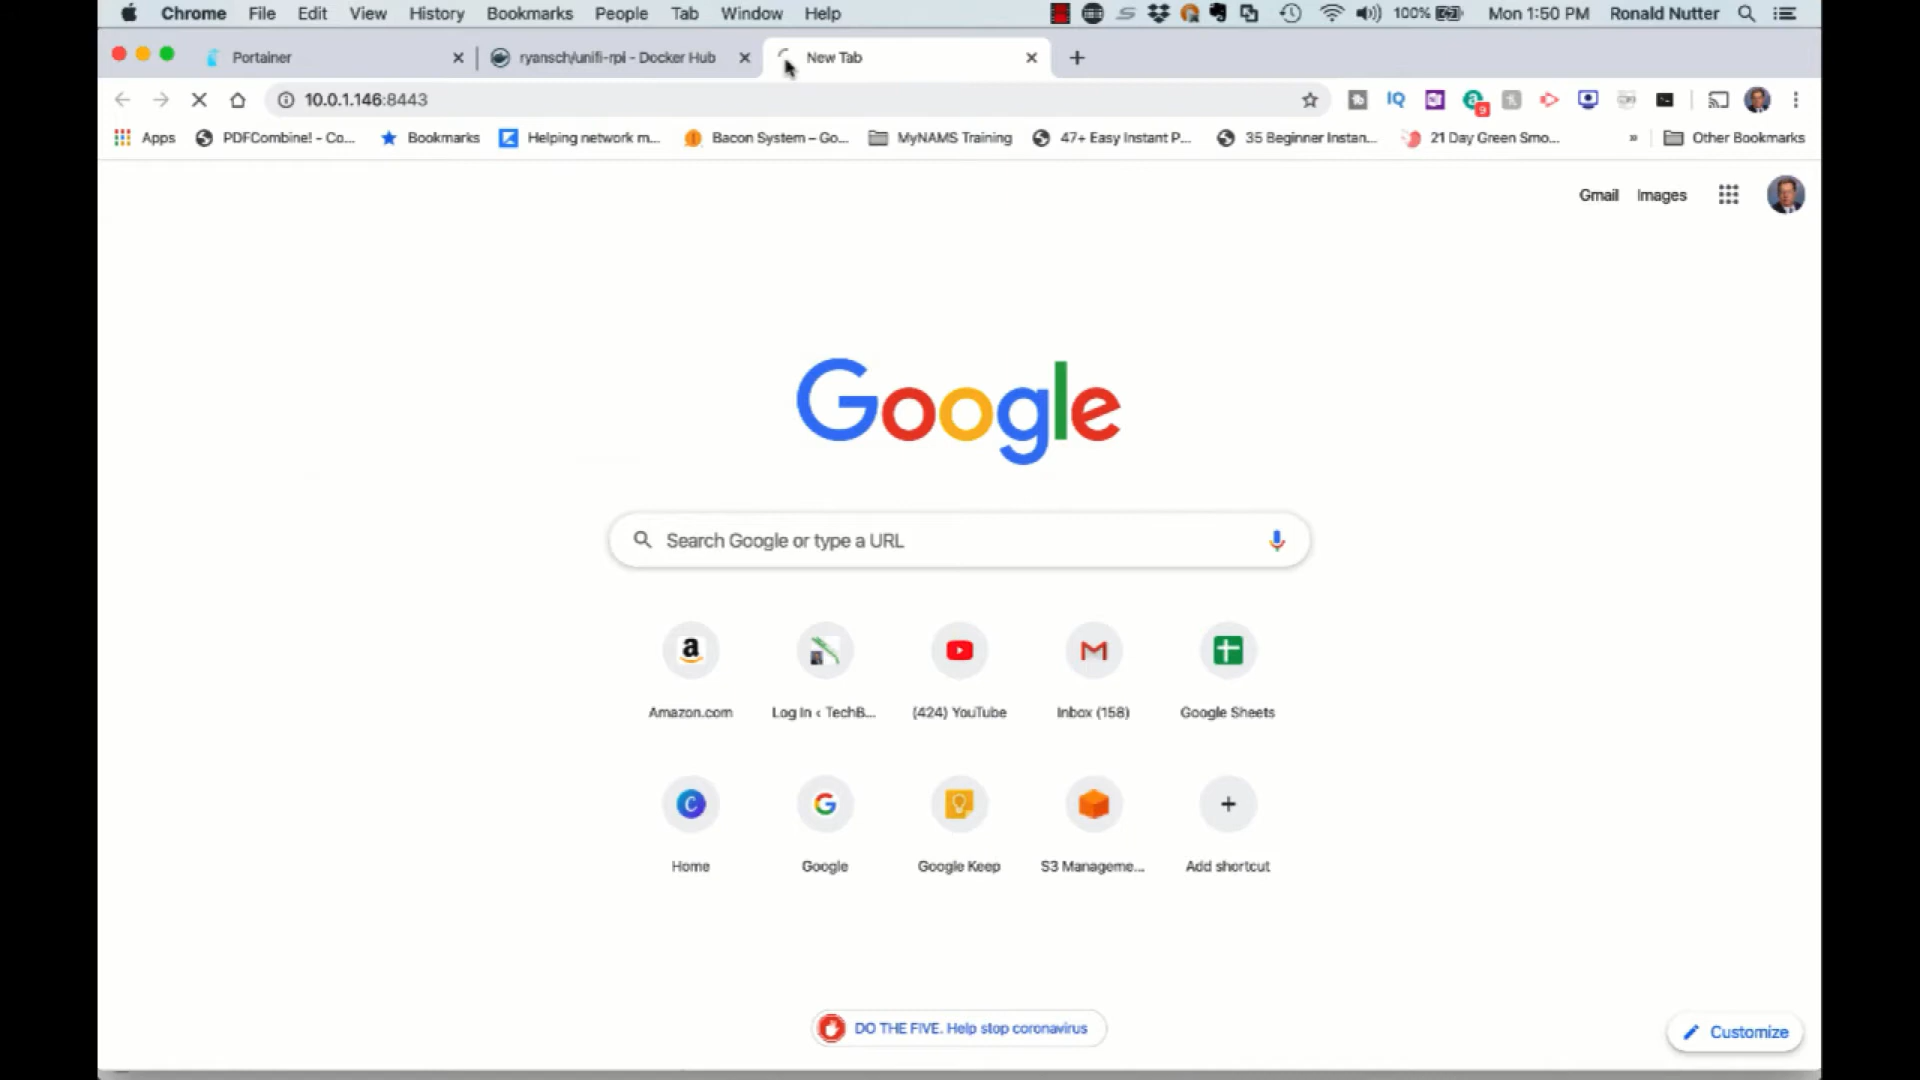 Chrome File Edit View History Bookmarks People Tab Window Help 100% Mon 1:50 PM Ronald Nutter
Portainer ryansch/unifi-rpi - Docker Hub New Tab
10.0.1.146:8443 IQ 9
Apps PDFCombine! – Co... Bookmarks Helping network m... Bacon System – Go... MyNAMS Training 47+ Easy Instant P... 35 Beginner Instan... 21 Day Green Smo... » Other Bookmarks
Gmail Images
Google
Search Google or type a URL
Amazon.com Log In ‹ TechB... (424) YouTube Inbox (158) Google Sheets
Home Google Google Keep S3 Manageme... Add shortcut
DO THE FIVE. Help stop coronavirus
Customize